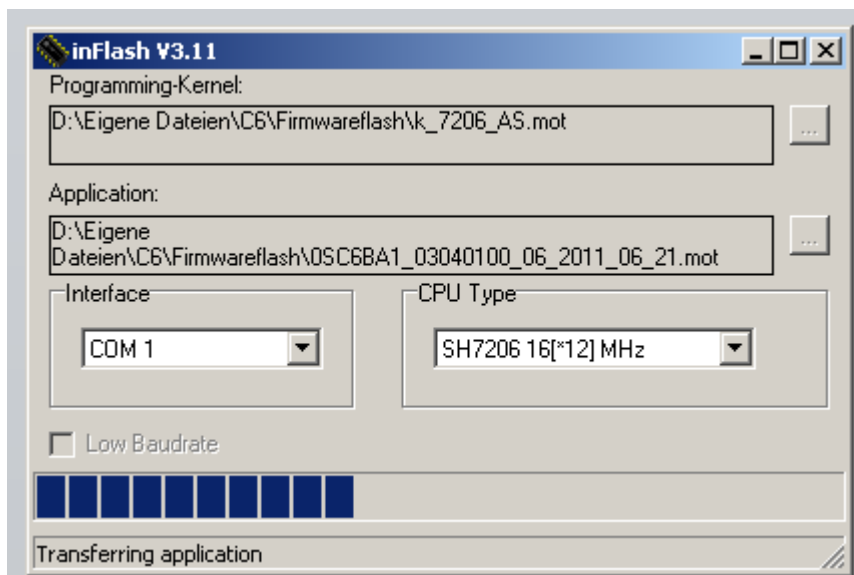 inFlash V3.11
Programming-Kernel:
D:\Eigene Dateien\C6\Firmwareflash\k_7206_AS.mot
...
Application:
D:\Eigene
Dateien\C6\Firmwareflash\0SC6BA1_03040100_06_2011_06_21.mot
...
Interface
CPU Type
COM 1
SH7206 16[*12] MHz
Low Baudrate
Transferring application